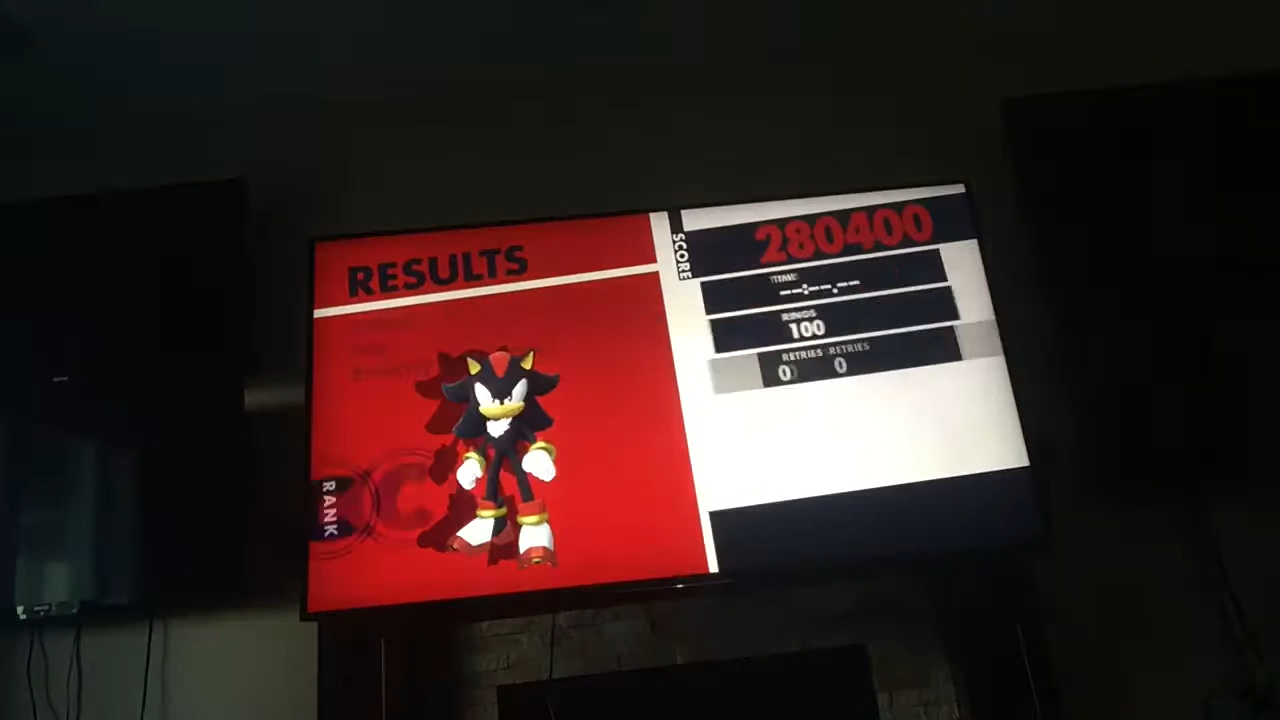 RESULTS
SCORE
280400
TIME
--:--.--
RINGS
100
RETRIES RETRIES
0 0
RANK
C